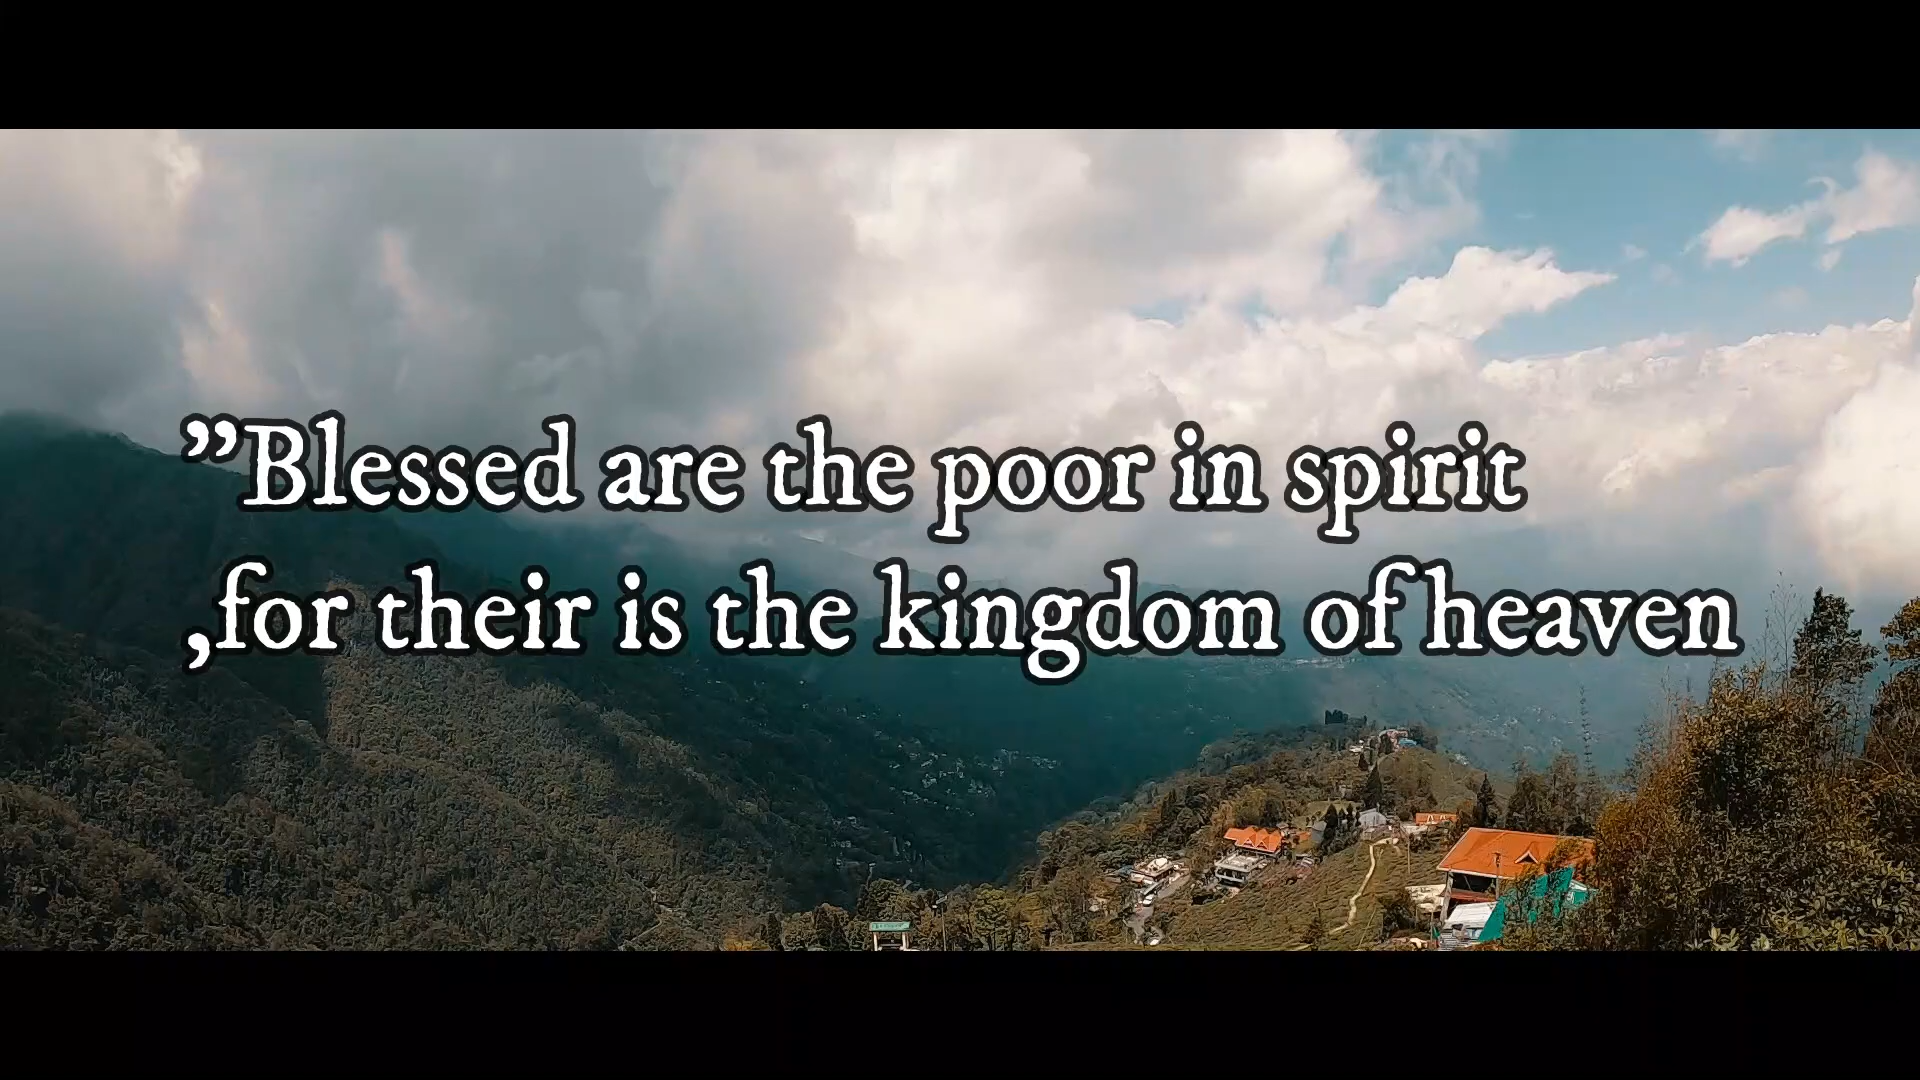 ”Blessed are the poor in spirit
,for their is the kingdom of heaven